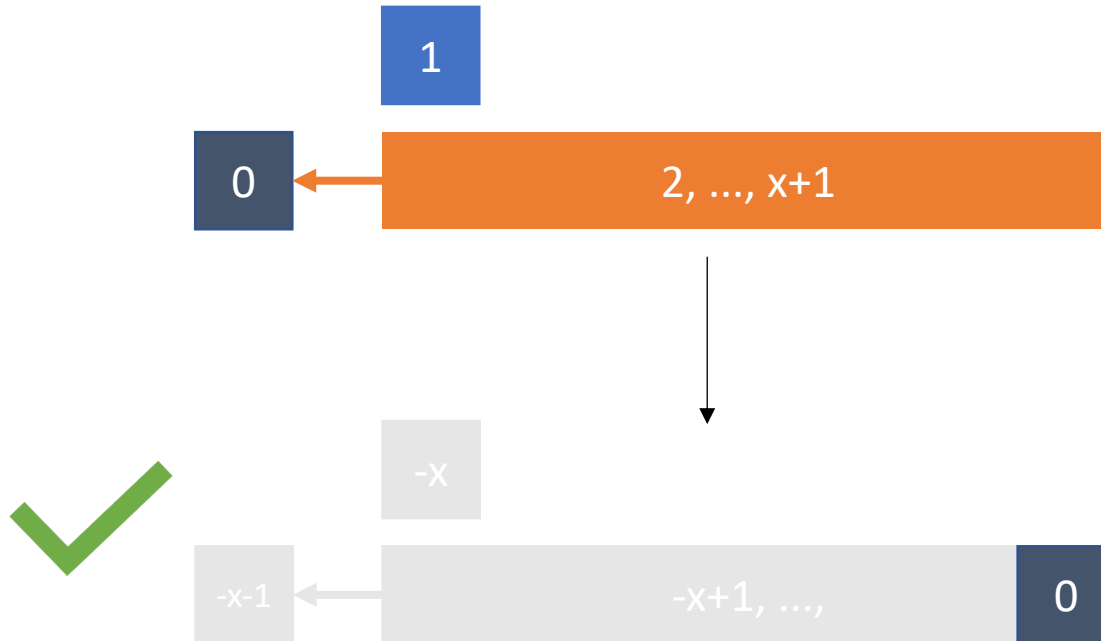 1
0
2, ..., x+1
-x
-x-1
-x+1, ...,
0